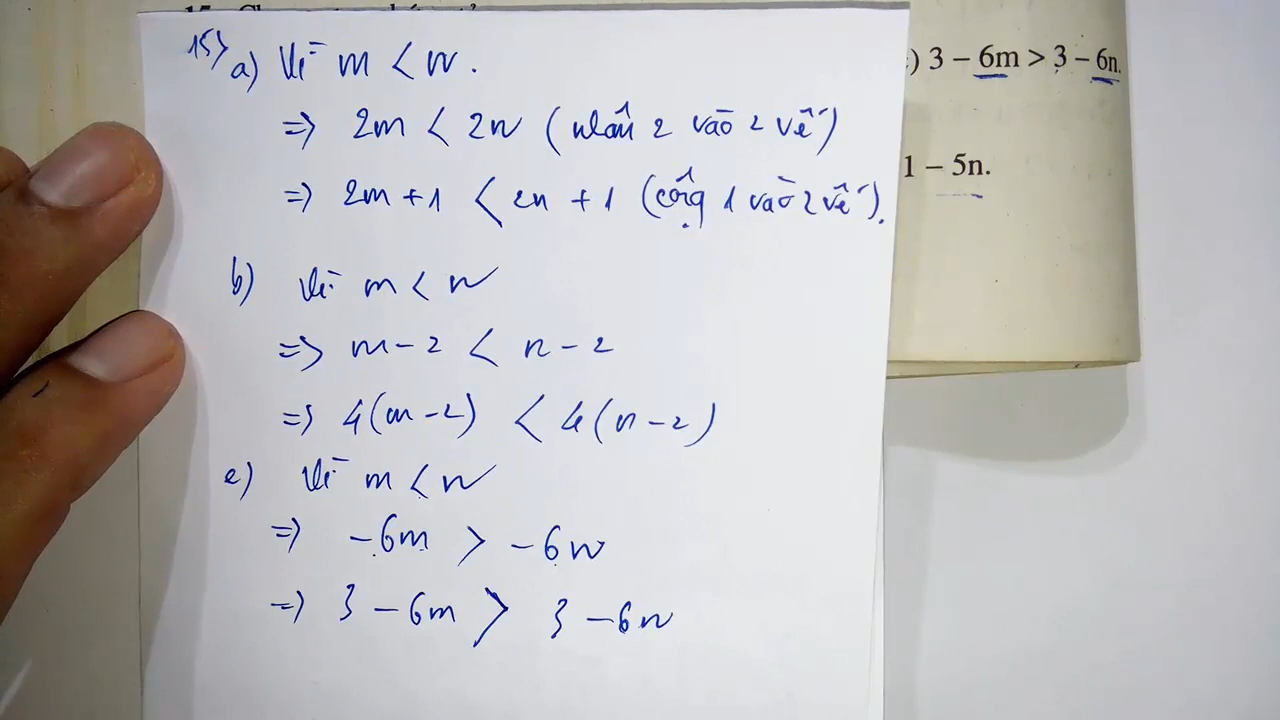 15) a) Vì m < n.
=> 2m < 2n (nhân 2 vào 2 vế)
=> 2m + 1 < 2n + 1 (cộng 1 vào 2 vế).
b) Vì m < n
=> m - 2 < n - 2
=> 4(m - 2) < 4(n - 2)
c) Vì m < n
=> -6m > -6n
=> 3 - 6m > 3 - 6n
) 3 – 6m > 3 – 6n.
1 – 5n.